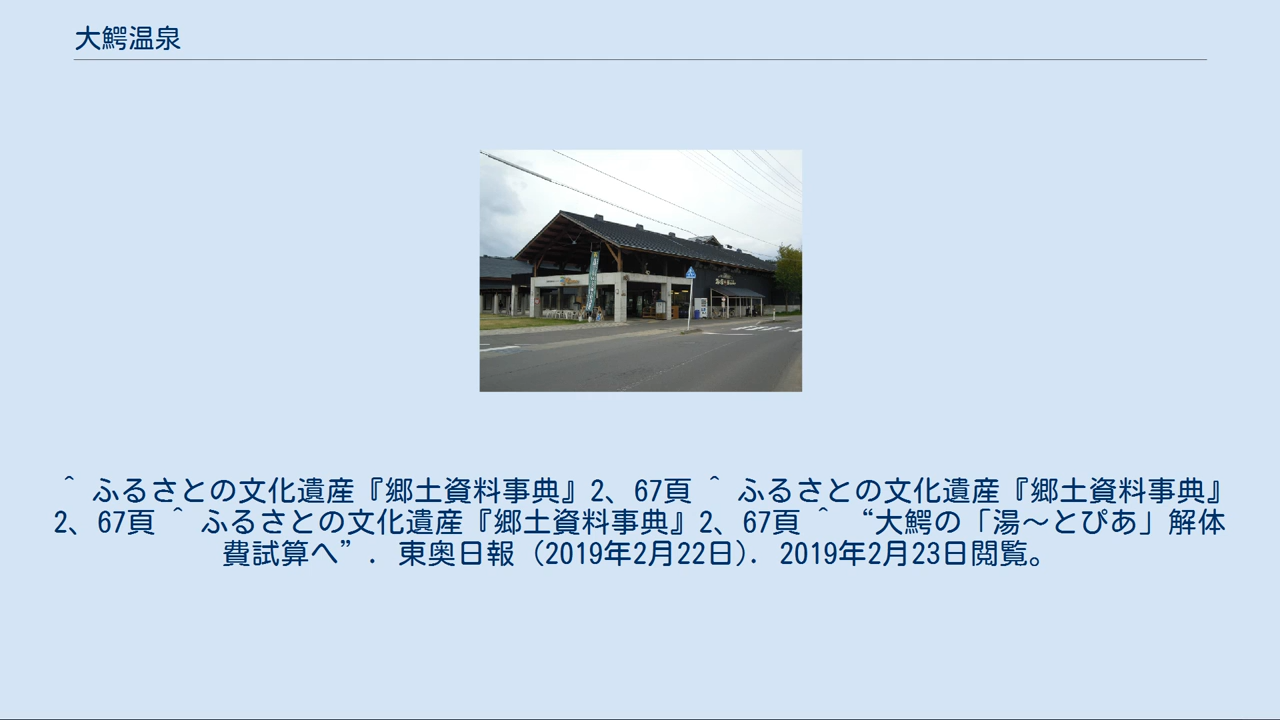 大鰐温泉
^ ふるさとの文化遺産『郷土資料事典』2、67頁 ^ ふるさとの文化遺産『郷土資料事典』
2、67頁 ^ ふるさとの文化遺産『郷土資料事典』2、67頁 ^ “大鰐の「湯～とぴあ」解体
費試算へ”. 東奥日報 (2019年2月22日). 2019年2月23日閲覧。